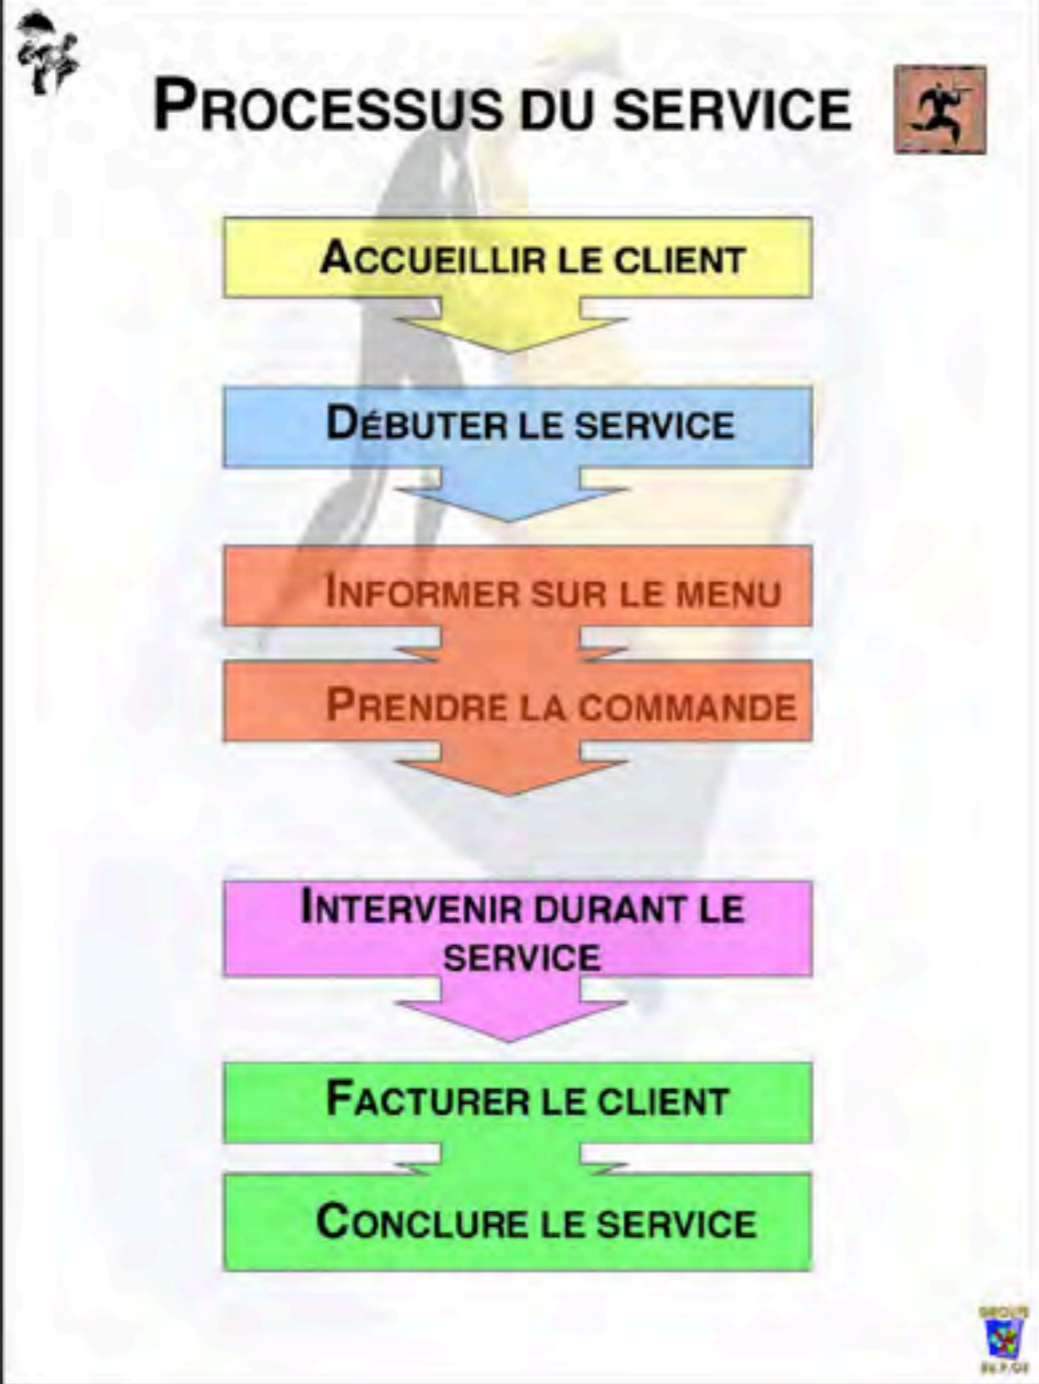 PROCESSUS DU SERVICE
ACCUEILLIR LE CLIENT
DÉBUTER LE SERVICE
INFORMER SUR LE MENU
PRENDRE LA COMMANDE
INTERVENIR DURANT LE
SERVICE
FACTURER LE CLIENT
CONCLURE LE SERVICE
GROUPE